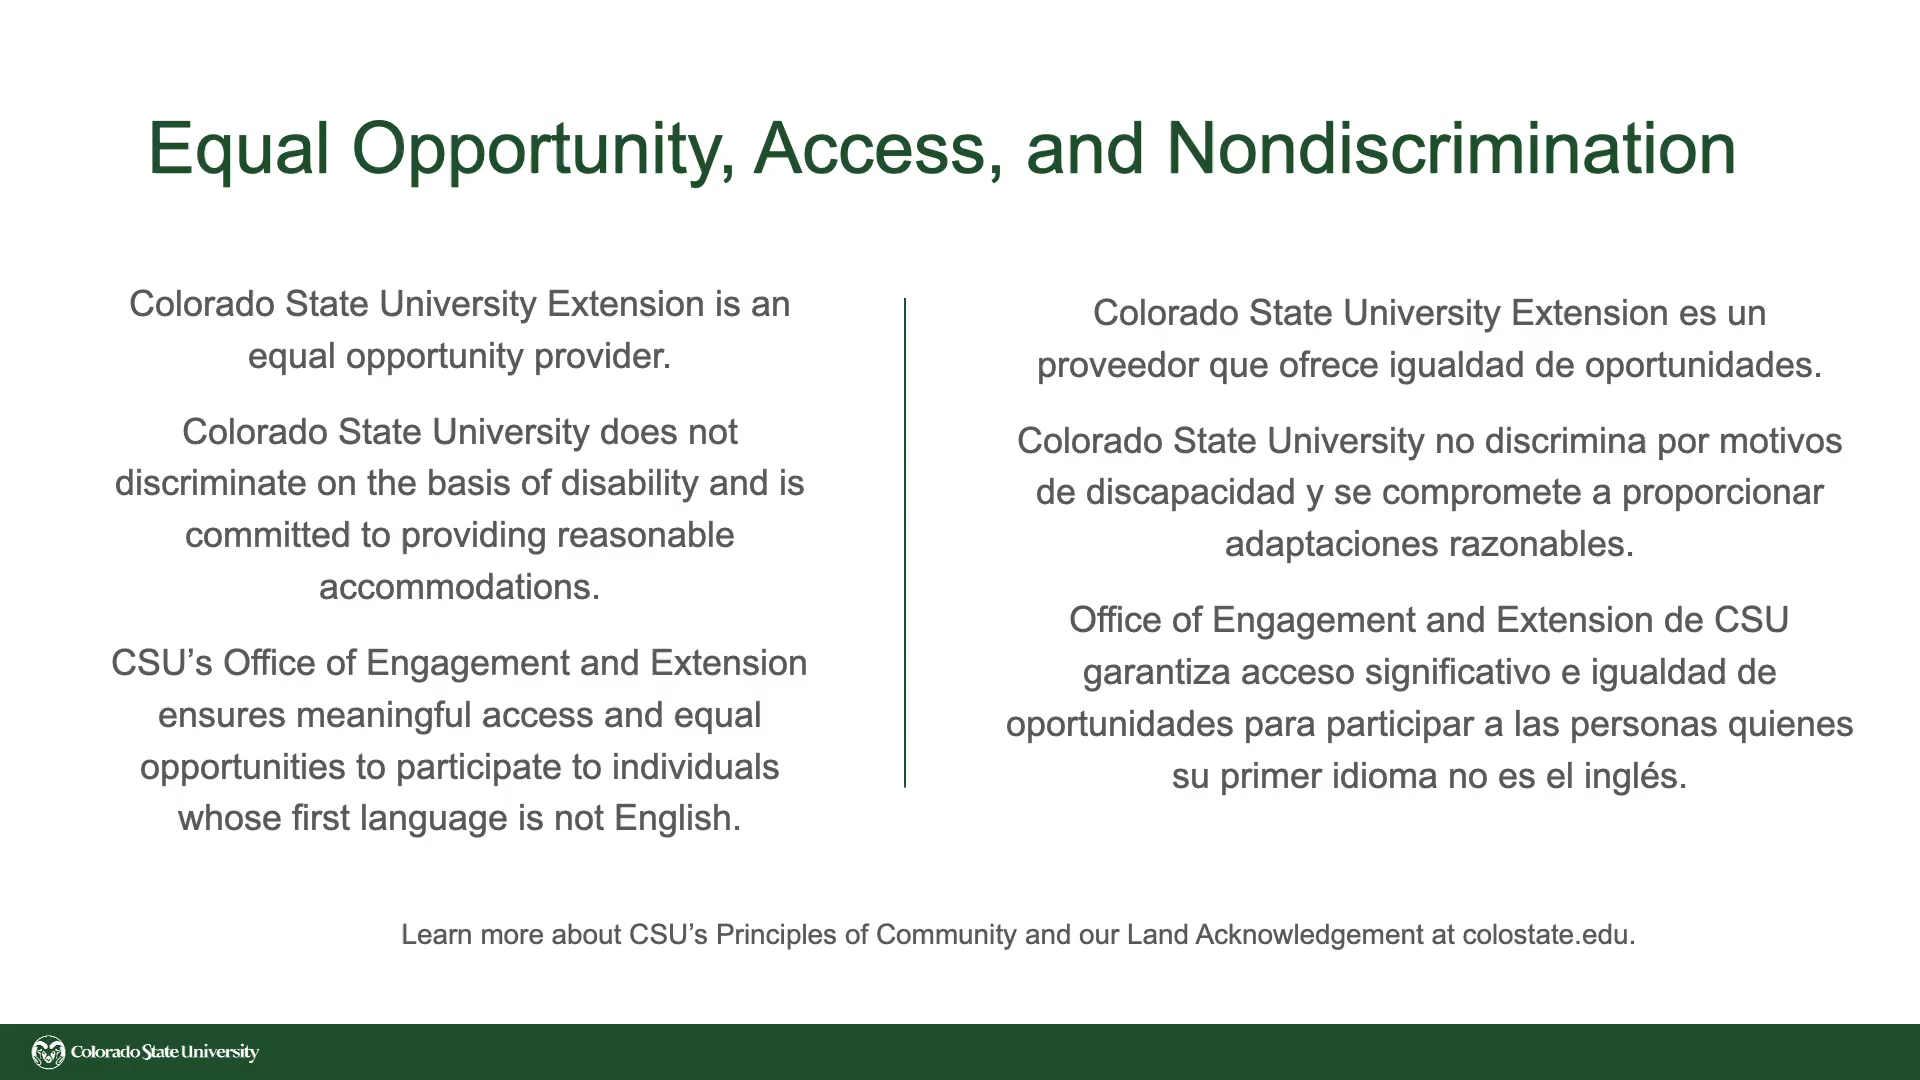 Equal Opportunity, Access, and Nondiscrimination
Colorado State University Extension is an
equal opportunity provider.
Colorado State University does not
discriminate on the basis of disability and is
committed to providing reasonable
accommodations.
CSU’s Office of Engagement and Extension
ensures meaningful access and equal
opportunities to participate to individuals
whose first language is not English.
Colorado State University Extension es un
proveedor que ofrece igualdad de oportunidades.
Colorado State University no discrimina por motivos
de discapacidad y se compromete a proporcionar
adaptaciones razonables.
Office of Engagement and Extension de CSU
garantiza acceso significativo e igualdad de
oportunidades para participar a las personas quienes
su primer idioma no es el inglés.
Learn more about CSU’s Principles of Community and our Land Acknowledgement at colostate.edu.
Colorado State University